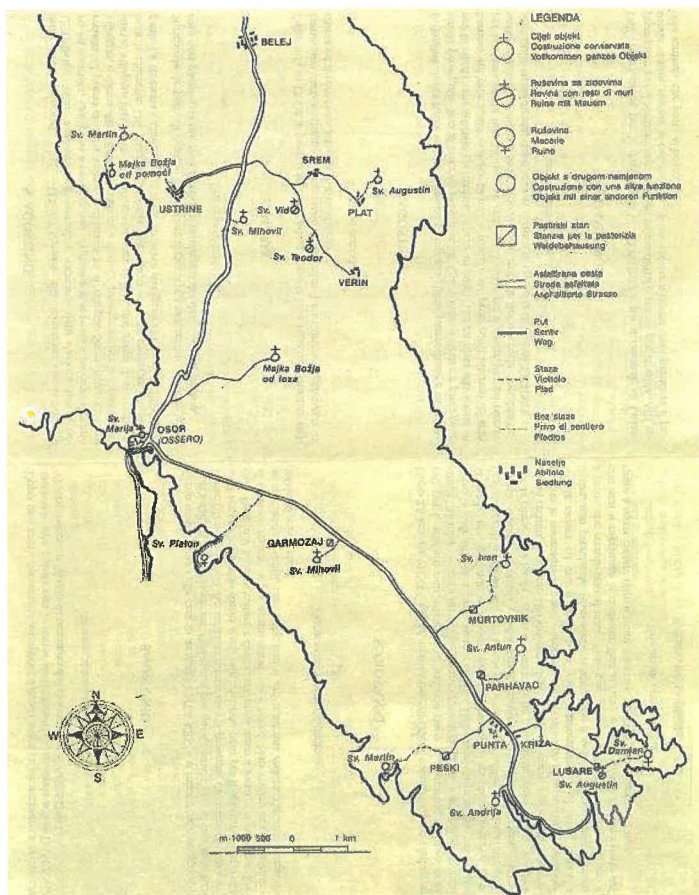 LEGENDA
Cijeli objekt
Costruzione conservata
Vollkommen ganzes Objekt
Ruševina sa zidovima
Rovina con resti di muri
Ruine mit Mauern
Ruševina
Macerie
Ruine
Objekt s drugom namjenom
Costruzione con una altra funzione
Objekt mit einer anderen Funktion
Pastirski stan
Stanzia per la pastorizia
Weidebehausung
Asfaltirana cesta
Strada asfaltata
Asphaltierte Strasse
Put
Weg
Staza
Viottolo
Pfad
Bez staze
Privo di sentiero
Pfadlos
Naselje
Abitato
Siedlung
BELEJ
Sv. Martin
Majka Božja
od pomoći
USTRINE
SREM
Sv. Augustin
PLAT
Sv. Vid
Sv. Mihovil
Sv. Teodor
VERIN
Majka Božja
od loza
Sv.
Marija
OSOR
(OSSERO)
Sv. Platon
GARMOZAJ
Sv. Mihovil
Sv. Ivan
MURTOVNIK
Sv. Antun
PARHAVAC
PUNTA KRIŽA
Sv. Martin
PESKI
Sv. Damjan
LUSARE
Sv. Augustin
Sv. Andrija
N
W E
S
m 1000 500 0 1 km